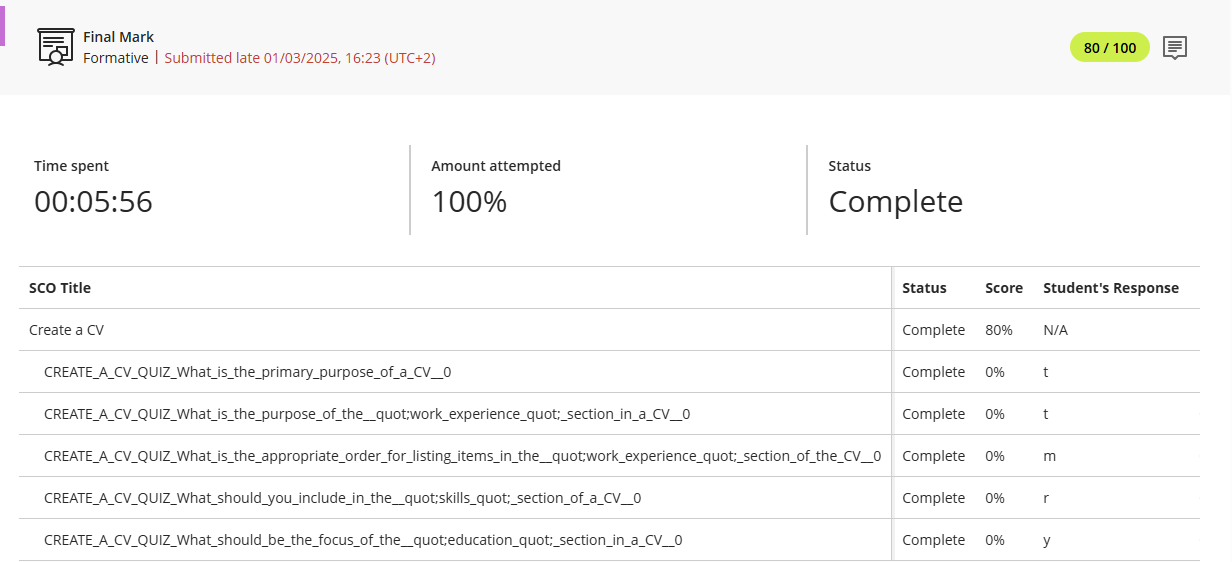 Final Mark
Formative | Submitted late 01/03/2025, 16:23 (UTC+2)
80 / 100
Time spent
00:05:56
Amount attempted
100%
Status
Complete
SCO Title Status Score Student's Response
Create a CV Complete 80% N/A
CREATE_A_CV_QUIZ_What_is_the_primary_purpose_of_a_CV__0 Complete 0% t
CREATE_A_CV_QUIZ_What_is_the_purpose_of_the__quot;work_experience_quot;_section_in_a_CV__0 Complete 0% t
CREATE_A_CV_QUIZ_What_is_the_appropriate_order_for_listing_items_in_the__quot;work_experience_quot;_section_of_the_CV__0 Complete 0% m
CREATE_A_CV_QUIZ_What_should_you_include_in_the__quot;skills_quot;_section_of_a_CV__0 Complete 0% r
CREATE_A_CV_QUIZ_What_should_be_the_focus_of_the__quot;education_quot;_section_in_a_CV__0 Complete 0% y